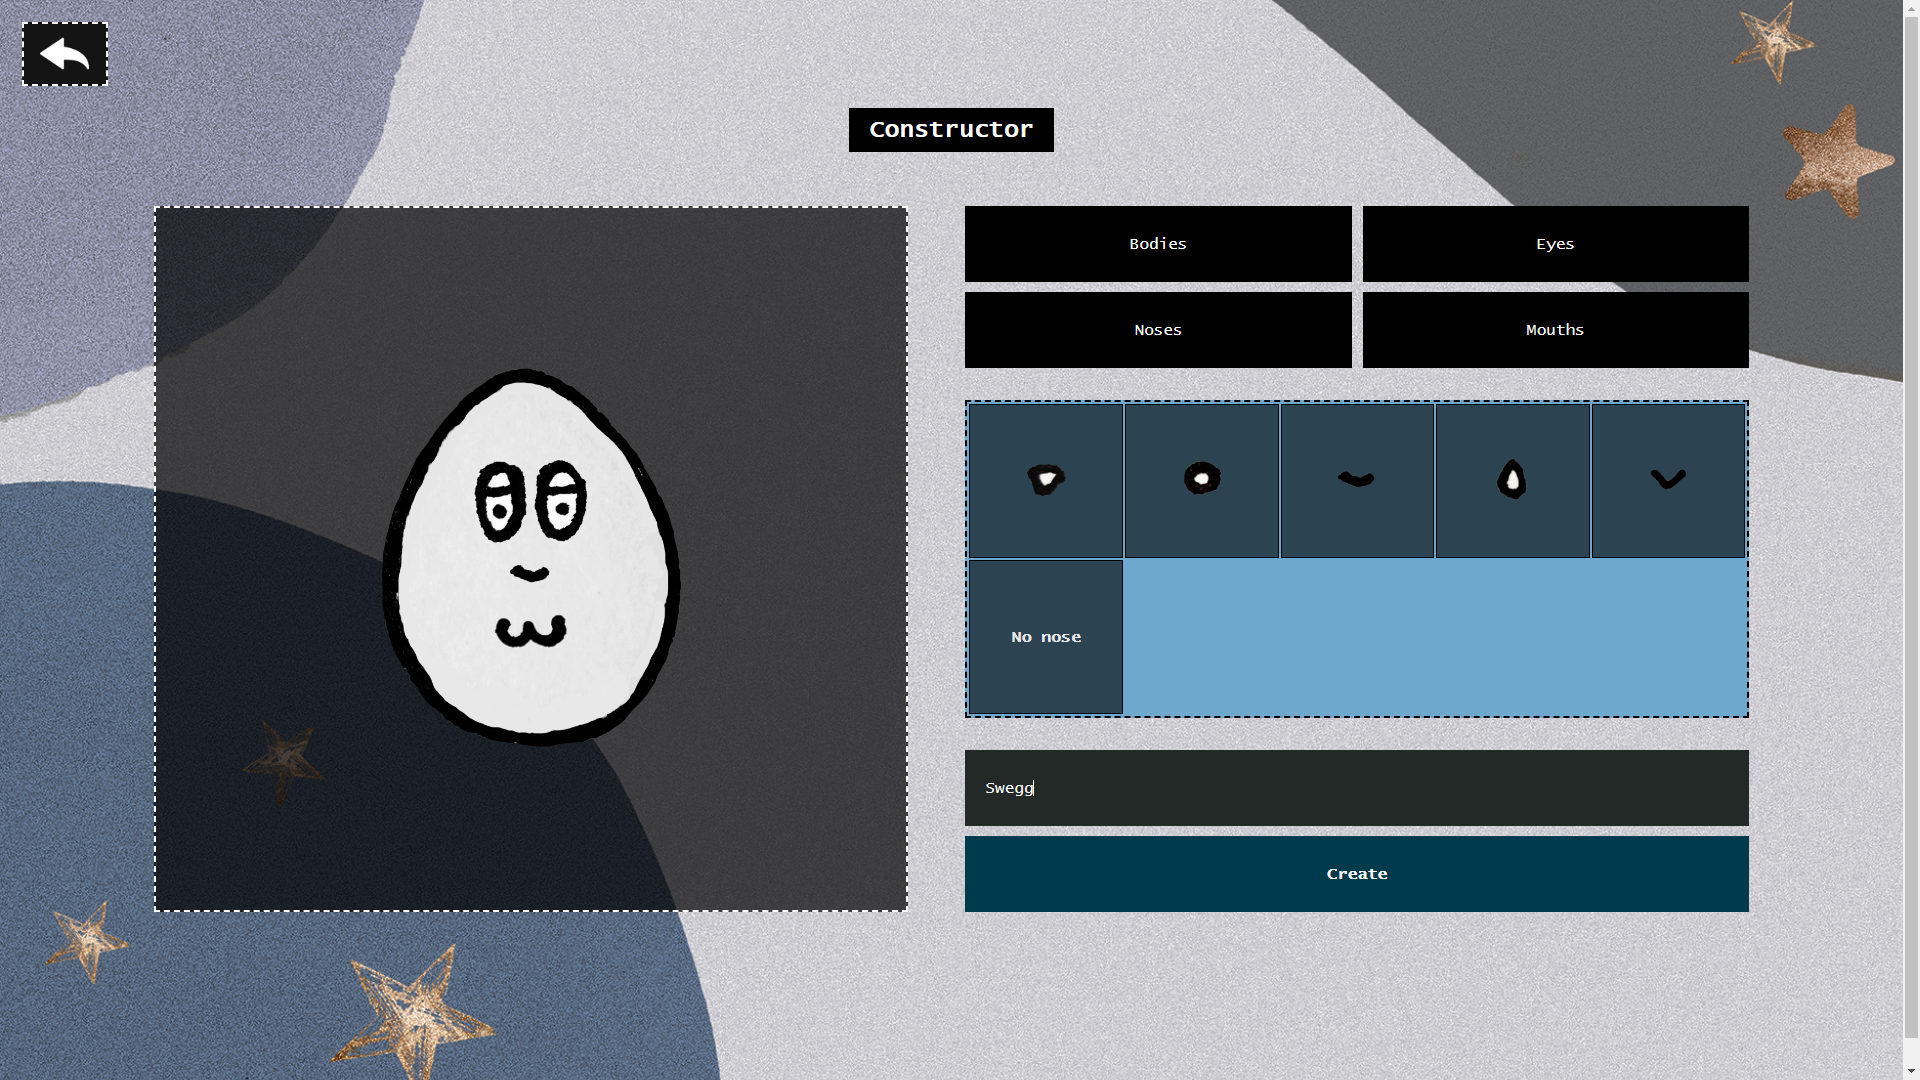 Constructor
Bodies
Eyes
Noses
Mouths
No nose
Swegg
Create